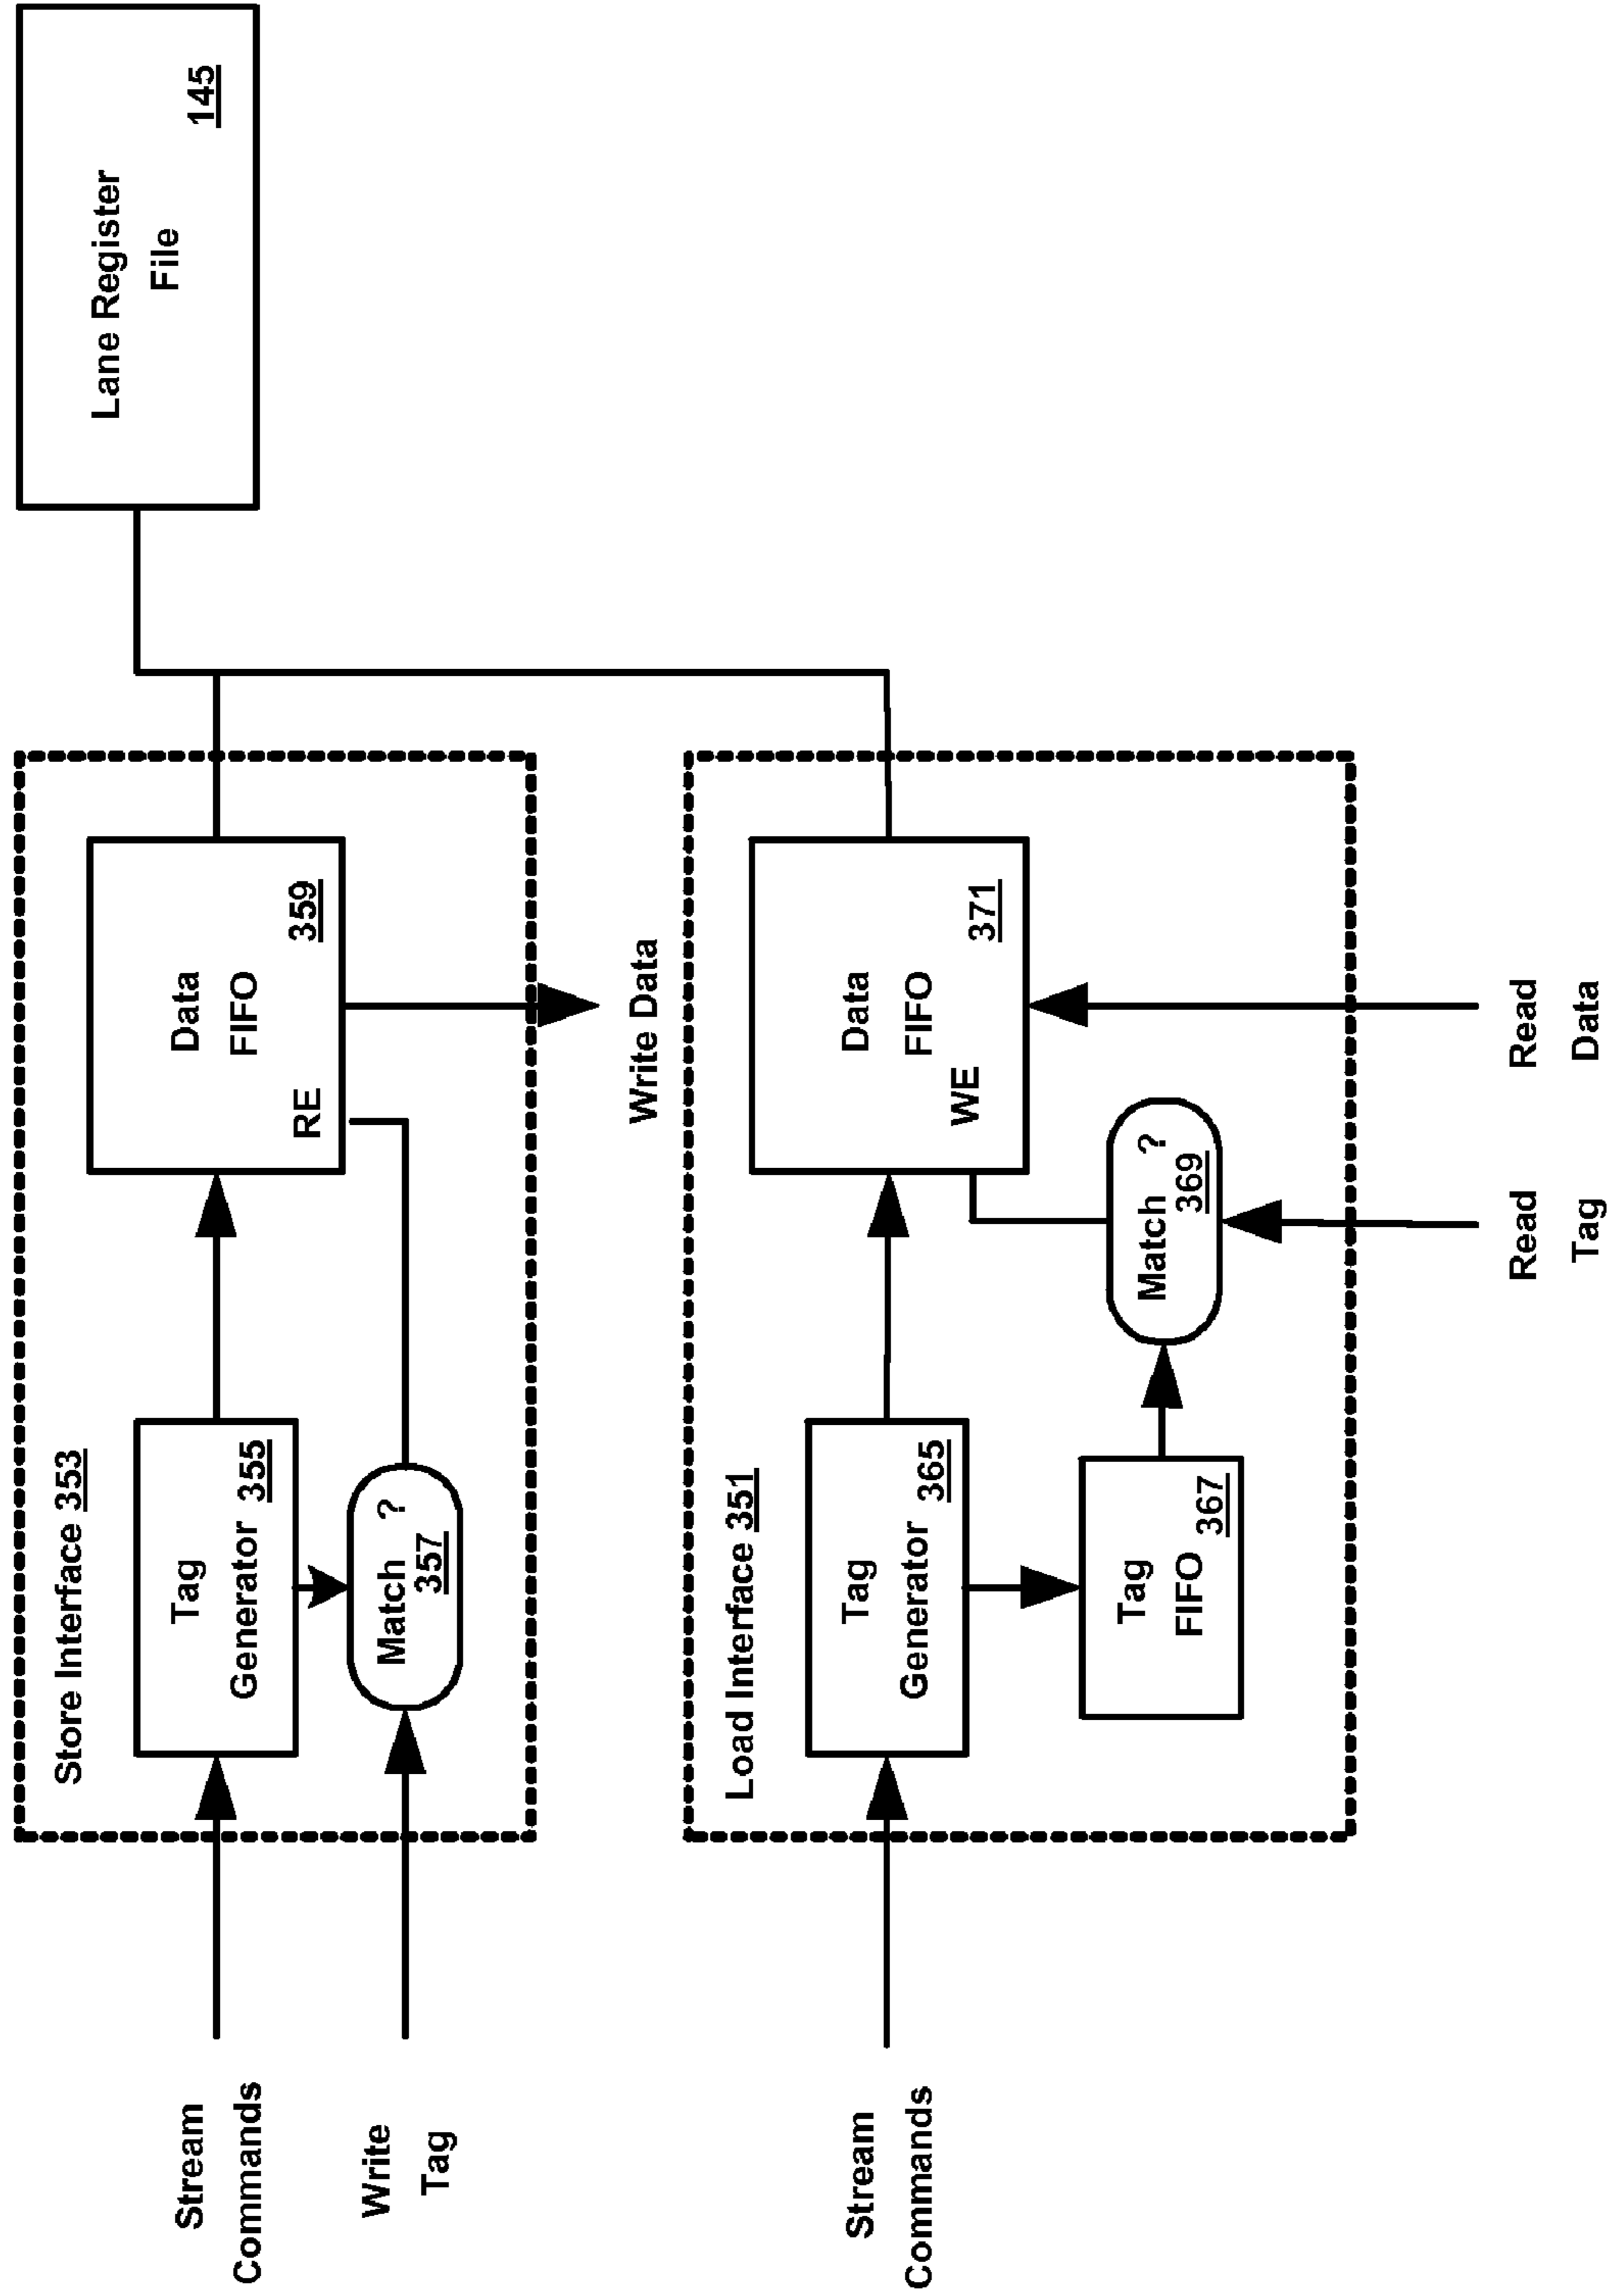 Lane Register
File
145
Store Interface 353
Tag
Generator 355
Match ?
357
Data
FIFO
359
RE
Stream
Commands
Write
Tag
Write Data
Load Interface 351
Tag
Generator 365
Tag
FIFO 367
Match ?
369
Data
FIFO
371
WE
Stream
Commands
Read
Tag
Read
Data